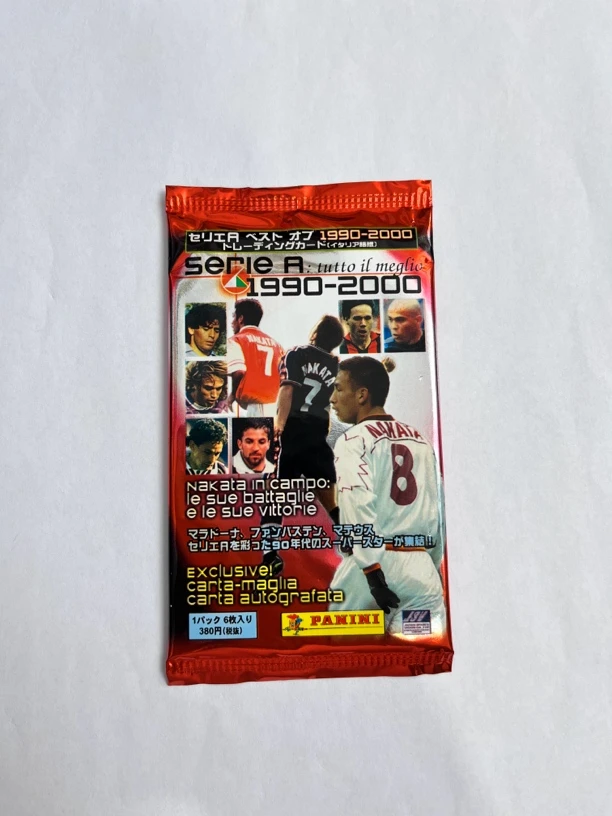 セリエA ベスト オブ 1990-2000
トレーディングカード(イタリア語版)
serie A: tutto il meglio
1990-2000
NAKATA
7
NAKATA
7
NAKATA
8
Nakata in campo:
le sue battaglie
e le sue vittorie
マラドーナ、ファンバステン、マテウス
セリエAを彩った90年代のスーパースターが集結!!
Exclusive!
carta-maglia
carta autografata
1パック 6枚入り
380円(税抜)
PANINI